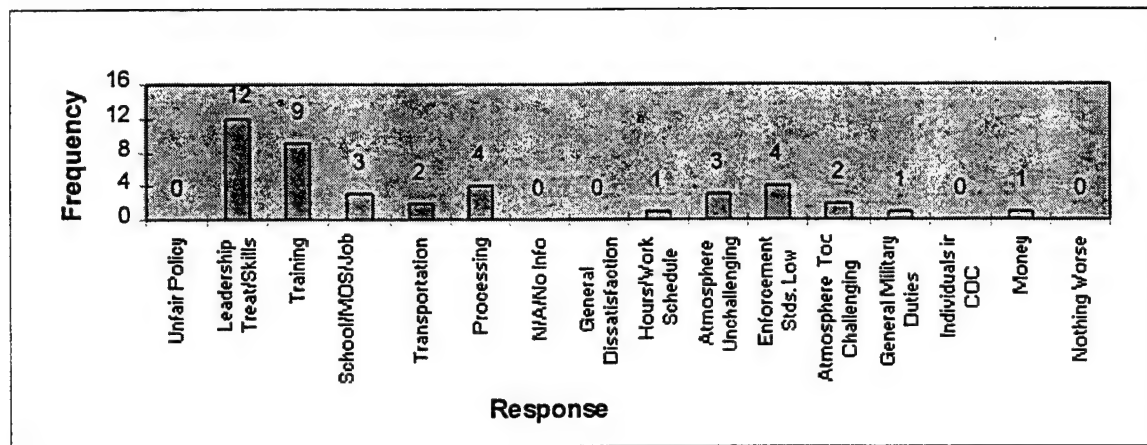 Frequency
16
12
8
4
0
0
12
9
3
2
4
0
0
1
3
4
2
1
0
1
0
Unfair Policy
Leadership
Treat/Skills
Training
School/MOS/Job
Transportation
Processing
N/A/No Info
General
Dissatisfaction
Hours/Work
Schedule
Atmosphere
Unchallenging
Enforcement
Stds. Low
Atmosphere Toc
Challenging
General Military
Duties
Individuals ir
COC
Money
Nothing Worse
Response